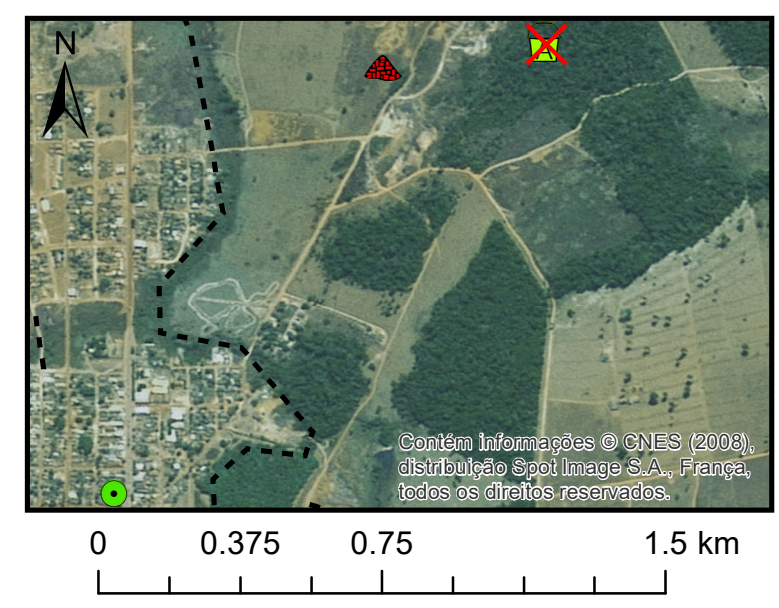 N
A
Contém informações © CNES (2008),
distribuição Spot Image S.A., França,
todos os direitos reservados.
0 0.375 0.75 1.5 km